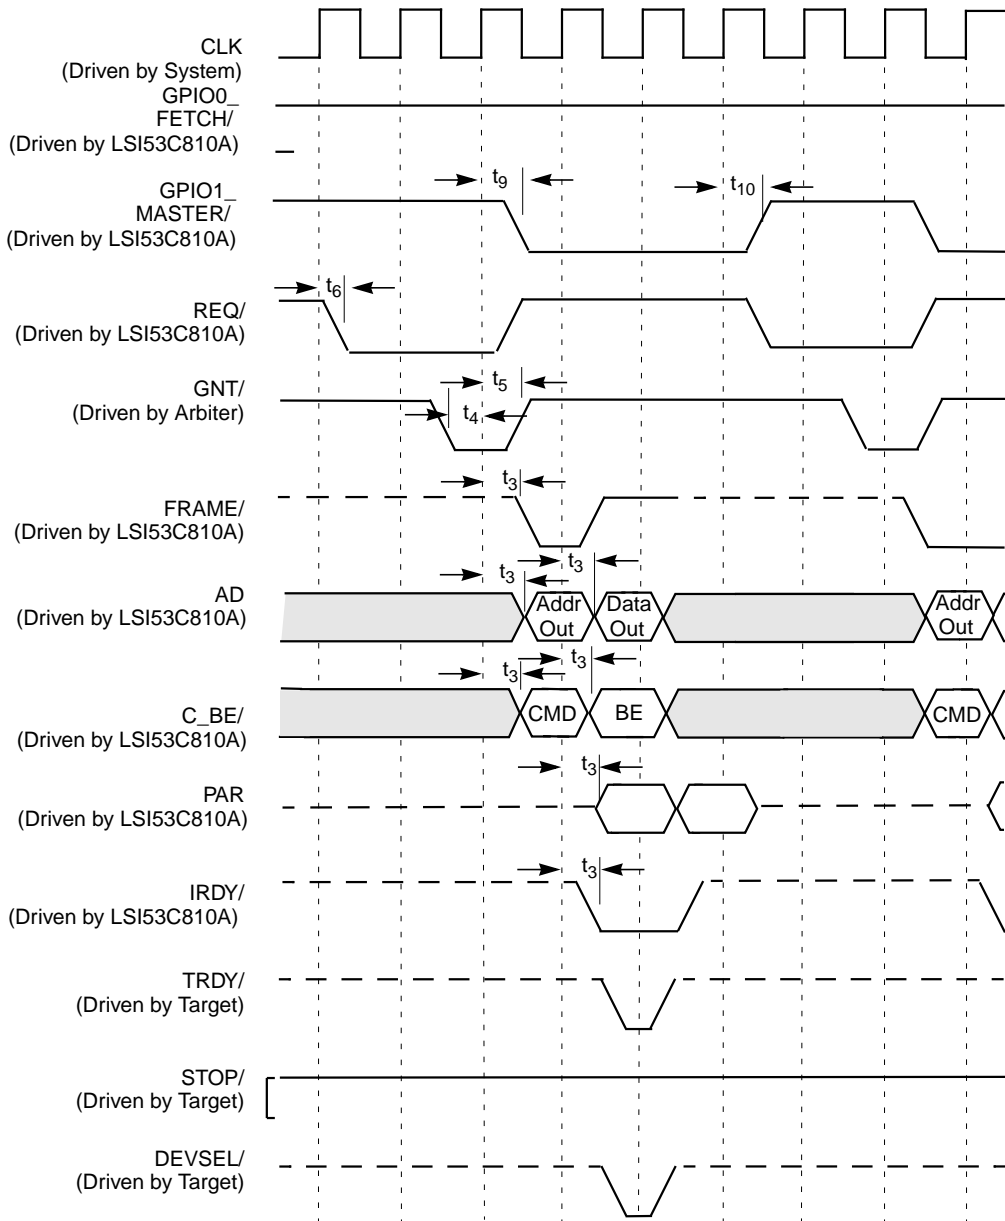 CLK
(Driven by System)
GPIO0_
FETCH/
(Driven by LSI53C810A)
t9
t10
GPIO1_
MASTER/
(Driven by LSI53C810A)
t6
REQ/
(Driven by LSI53C810A)
t5
GNT/
(Driven by Arbiter)
t4
t3
FRAME/
(Driven by LSI53C810A)
t3
t3
AD
(Driven by LSI53C810A)
Addr
Out
Data
Out
Addr
Out
t3
t3
C_BE/
(Driven by LSI53C810A)
CMD
BE
CMD
t3
PAR
(Driven by LSI53C810A)
t3
IRDY/
(Driven by LSI53C810A)
TRDY/
(Driven by Target)
STOP/
(Driven by Target)
DEVSEL/
(Driven by Target)